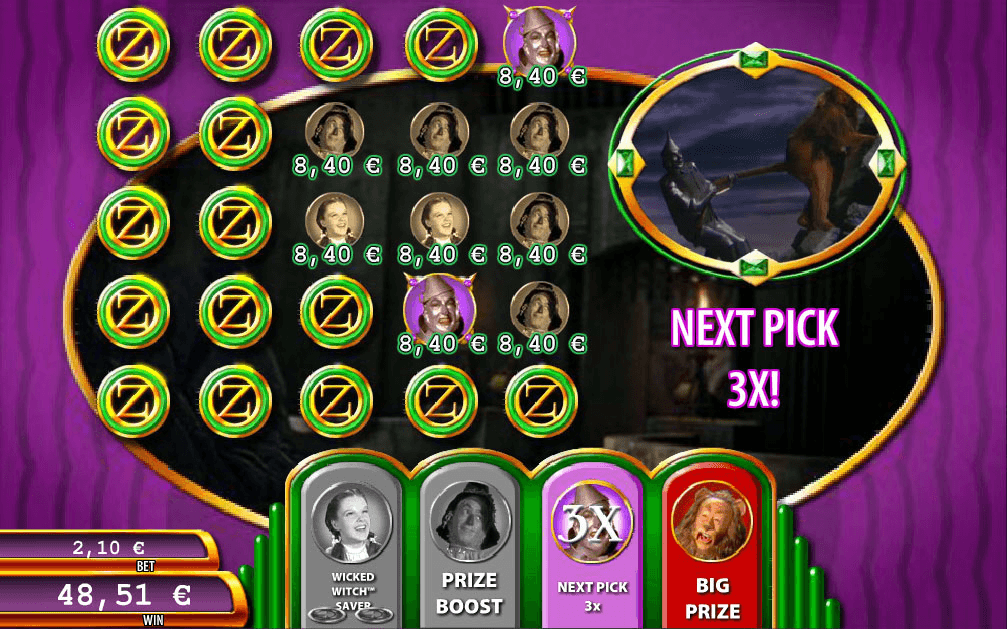 Z Z Z Z
8,40 €
Z Z
8,40 € 8,40 € 8,40 €
Z Z
8,40 € 8,40 € 8,40 €
Z Z Z
8,40 € 8,40 €
Z Z Z Z Z
NEXT PICK
3X!
2,10 €
BET
48,51 €
WIN
WICKED
WITCH™
SAVER
PRIZE
BOOST
3X
NEXT PICK
3x
BIG
PRIZE